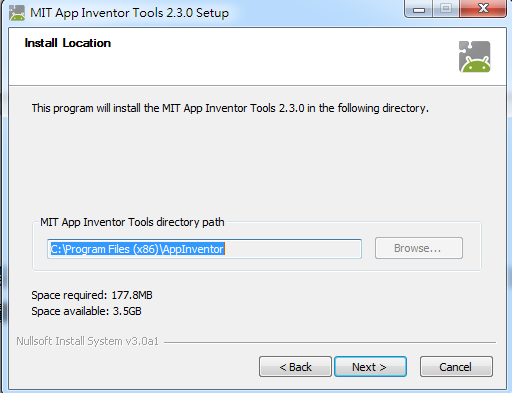 MIT App Inventor Tools 2.3.0 Setup
Install Location
This program will install the MIT App Inventor Tools 2.3.0 in the following directory.
MIT App Inventor Tools directory path
C:\Program Files (x86)\AppInventor
Browse...
Space required: 177.8MB
Space available: 3.5GB
Nullsoft Install System v3.0a1
< Back
Next >
Cancel